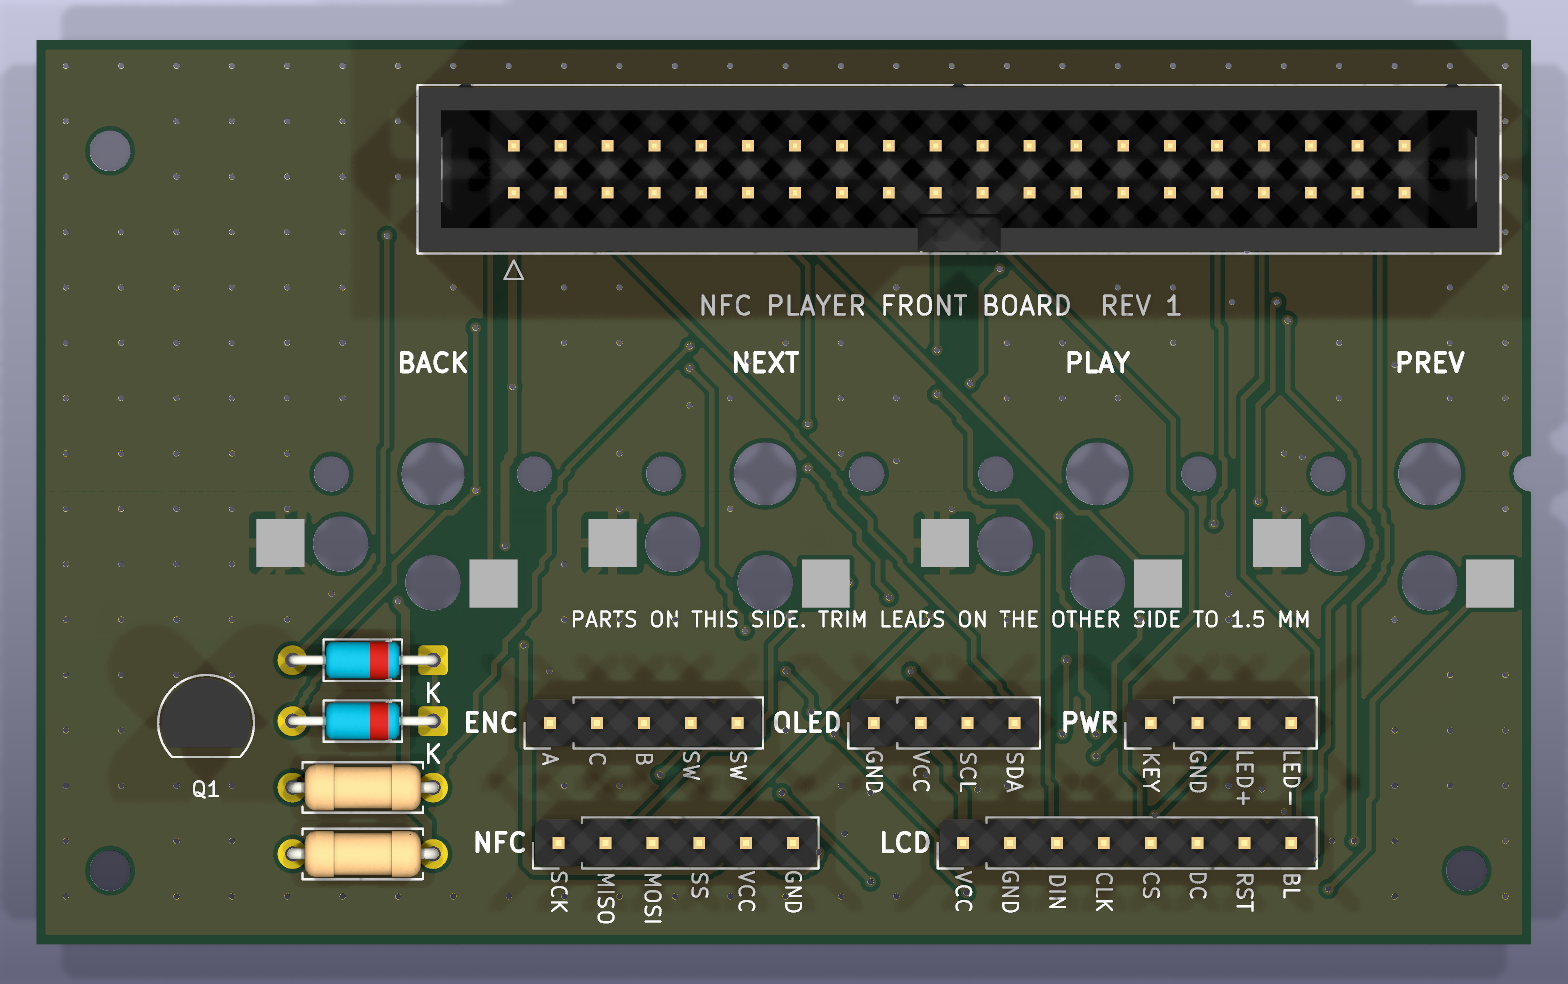 NFC PLAYER FRONT BOARD REV 1
BACK NEXT PLAY PREV
PARTS ON THIS SIDE. TRIM LEADS ON THE OTHER SIDE TO 1.5 MM
K
K
Q1
ENC
A C B SW SW
OLED
GND VCC SCL SDA
PWR
KEY GND LED+ LED-
NFC
SCK MISO MOSI SS VCC GND
LCD
VCC GND DIN CLK CS DC RST BL